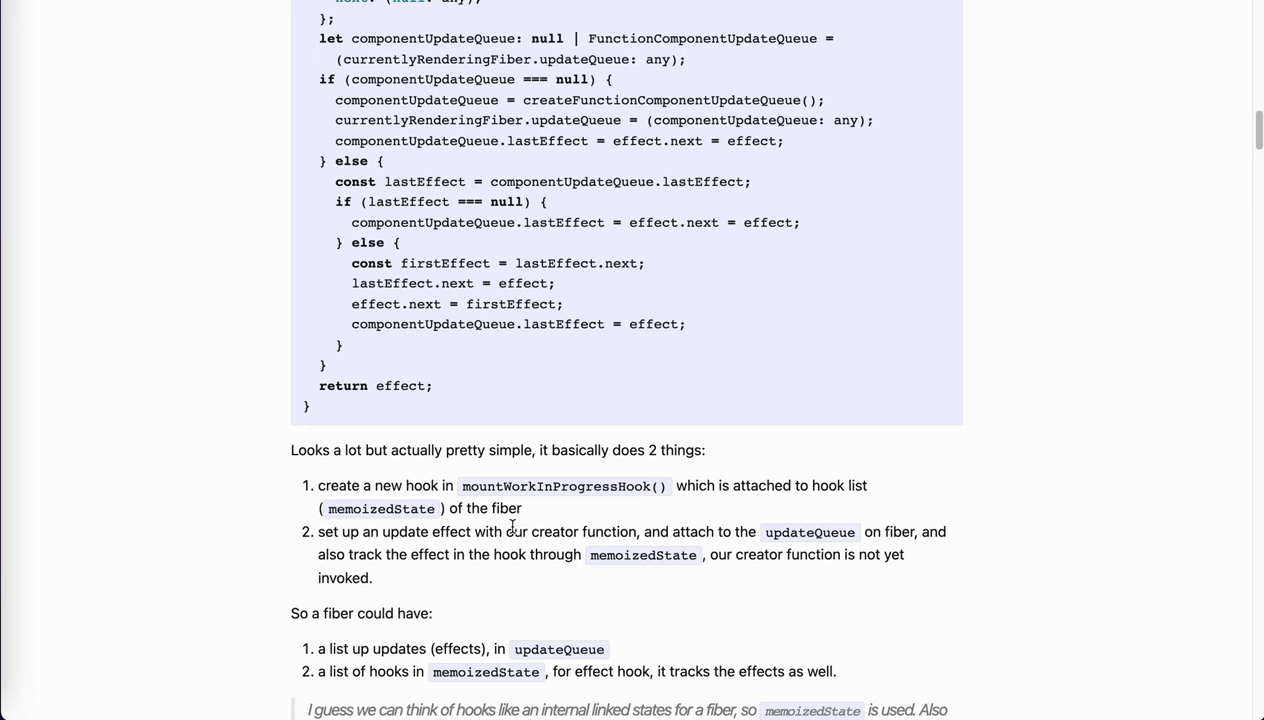 };
let componentUpdateQueue: null | FunctionComponentUpdateQueue =
(currentlyRenderingFiber.updateQueue: any);
if (componentUpdateQueue === null) {
componentUpdateQueue = createFunctionComponentUpdateQueue();
currentlyRenderingFiber.updateQueue = (componentUpdateQueue: any);
componentUpdateQueue.lastEffect = effect.next = effect;
} else {
const lastEffect = componentUpdateQueue.lastEffect;
if (lastEffect === null) {
componentUpdateQueue.lastEffect = effect.next = effect;
} else {
const firstEffect = lastEffect.next;
lastEffect.next = effect;
effect.next = firstEffect;
componentUpdateQueue.lastEffect = effect;
}
}
return effect;
}
Looks a lot but actually pretty simple, it basically does 2 things:
1. create a new hook in mountWorkInProgressHook() which is attached to hook list
( memoizedState ) of the fiber
2. set up an update effect with our creator function, and attach to the updateQueue on fiber, and
also track the effect in the hook through memoizedState , our creator function is not yet
invoked.
So a fiber could have:
1. a list up updates (effects), in updateQueue
2. a list of hooks in memoizedState , for effect hook, it tracks the effects as well.
I guess we can think of hooks like an internal linked states for a fiber, so memoizedState is used. Also